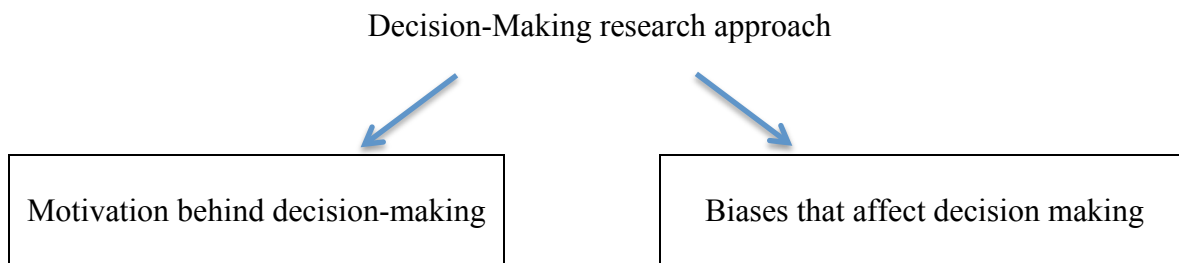 Decision-Making research approach
Motivation behind decision-making
Biases that affect decision making